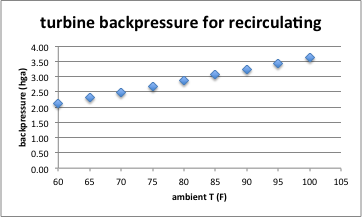 turbine backpressure for recirculating
4.00
3.50
3.00
2.50
2.00
1.50
1.00
0.50
0.00
backpressure (hga)
60 65 70 75 80 85 90 95 100 105
ambient T (F)